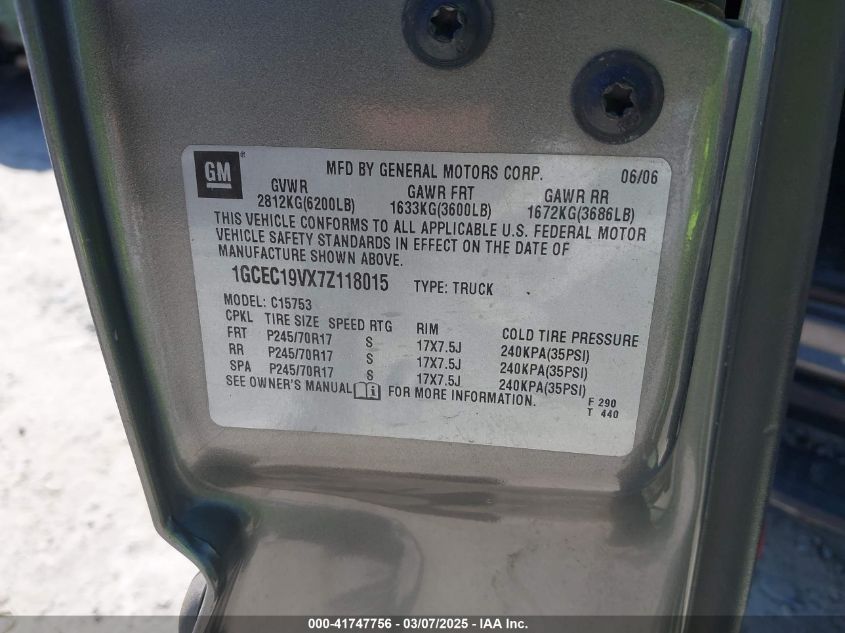 GM ® MFD BY GENERAL MOTORS CORP. 06/06
GVWR GAWR FRT GAWR RR
2812KG(6200LB) 1633KG(3600LB) 1672KG(3686LB)
THIS VEHICLE CONFORMS TO ALL APPLICABLE U.S. FEDERAL MOTOR
VEHICLE SAFETY STANDARDS IN EFFECT ON THE DATE OF
MANUFACTURE SHOWN ABOVE.
1GCEC19VX7Z118015 TYPE: TRUCK
MODEL: C15753
CPKL TIRE SIZE SPEED RTG RIM COLD TIRE PRESSURE
FRT P245/70R17 S 17X7.5J 240KPA(35PSI)
RR P245/70R17 S 17X7.5J 240KPA(35PSI)
SPA P245/70R17 S 17X7.5J 240KPA(35PSI)
SEE OWNER'S MANUAL FOR MORE INFORMATION. F 290
T 440
000-41747756 — 03/07/2025 - IAA Inc.